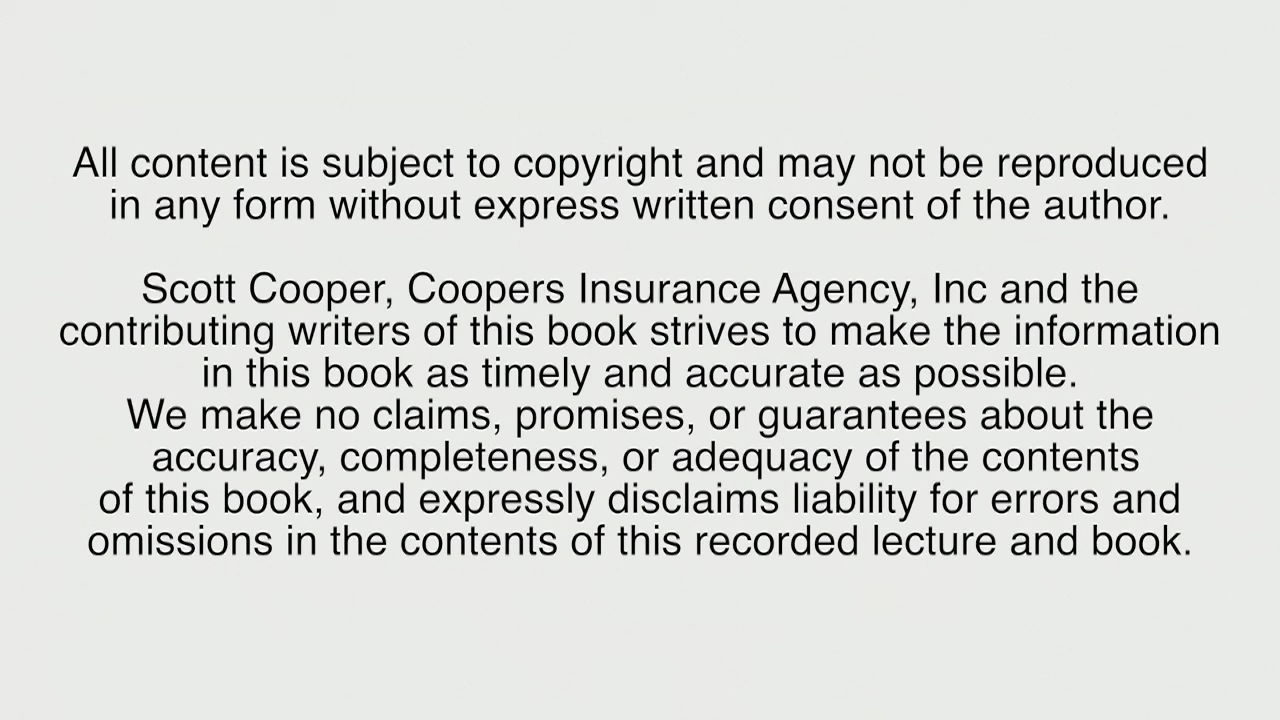 All content is subject to copyright and may not be reproduced
in any form without express written consent of the author.
Scott Cooper, Coopers Insurance Agency, Inc and the
contributing writers of this book strives to make the information
in this book as timely and accurate as possible.
We make no claims, promises, or guarantees about the
accuracy, completeness, or adequacy of the contents
of this book, and expressly disclaims liability for errors and
omissions in the contents of this recorded lecture and book.